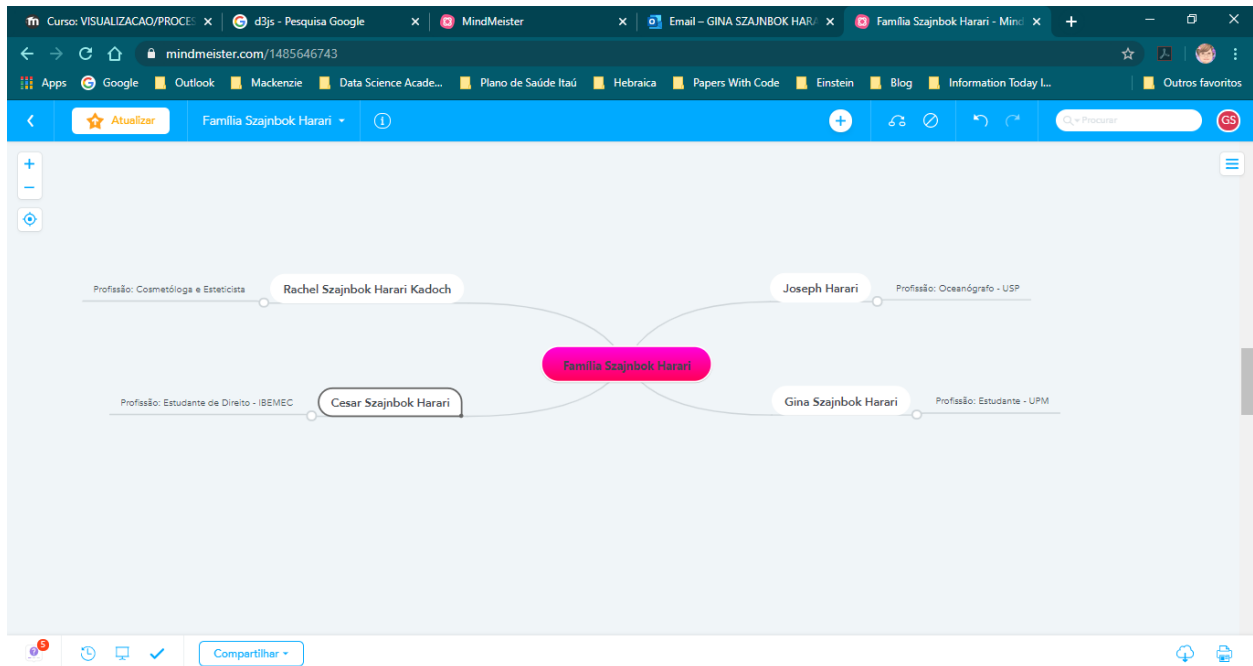 Curso: VISUALIZACAO/PROCES
d3js - Pesquisa Google
MindMeister
Email – GINA SZAJNBOK HARA
Família Szajnbok Harari - Mind
mindmeister.com/1485646743
Apps
Google
Outlook
Mackenzie
Data Science Acade...
Plano de Saúde Itaú
Hebraica
Papers With Code
Einstein
Blog
Information Today I...
Outros favoritos
Atualizar
Família Szajnbok Harari
Procurar
GS
Profissão: Cosmetóloga e Esteticista
Rachel Szajnbok Harari Kadoch
Joseph Harari
Profissão: Oceanógrafo - USP
Família Szajnbok Harari
Profissão: Estudante de Direito - IBEMEC
Cesar Szajnbok Harari
Gina Szajnbok Harari
Profissão: Estudante - UPM
5
Compartilhar